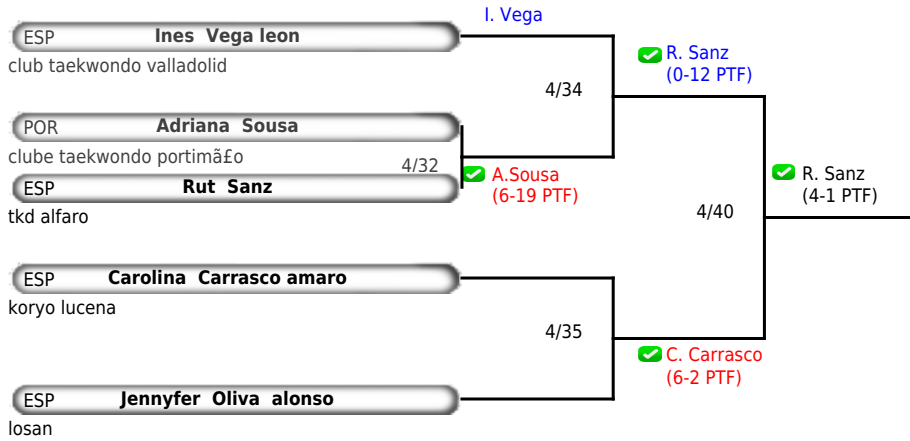 I. Vega
ESP Ines Vega leon
club taekwondo valladolid
R. Sanz
(0-12 PTF)
4/34
POR Adriana Sousa
clube taekwondo portimã£o
4/32
ESP Rut Sanz
tkd alfaro
A.Sousa
(6-19 PTF)
R. Sanz
(4-1 PTF)
4/40
ESP Carolina Carrasco amaro
koryo lucena
4/35
C. Carrasco
(6-2 PTF)
ESP Jennyfer Oliva alonso
losan